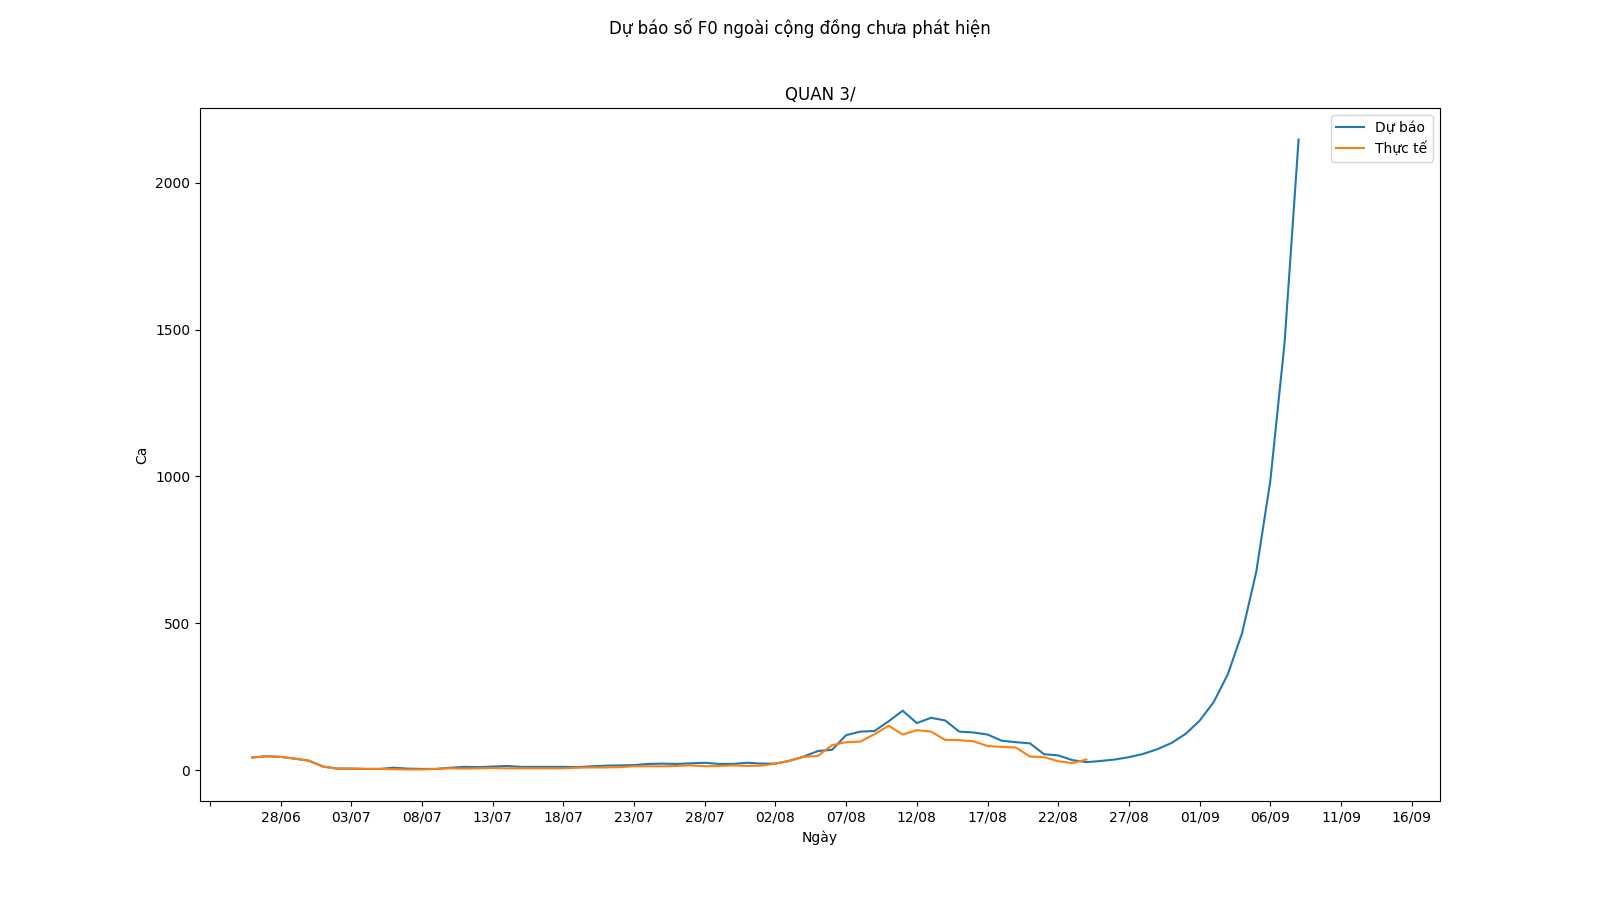 Dự báo số F0 ngoài cộng đồng chưa phát hiện
QUAN 3/
Dự báo
Thực tế
2000
1500
1000
500
0
Ca
28/06 03/07 08/07 13/07 18/07 23/07 28/07 02/08 07/08 12/08 17/08 22/08 27/08 01/09 06/09 11/09 16/09
Ngày